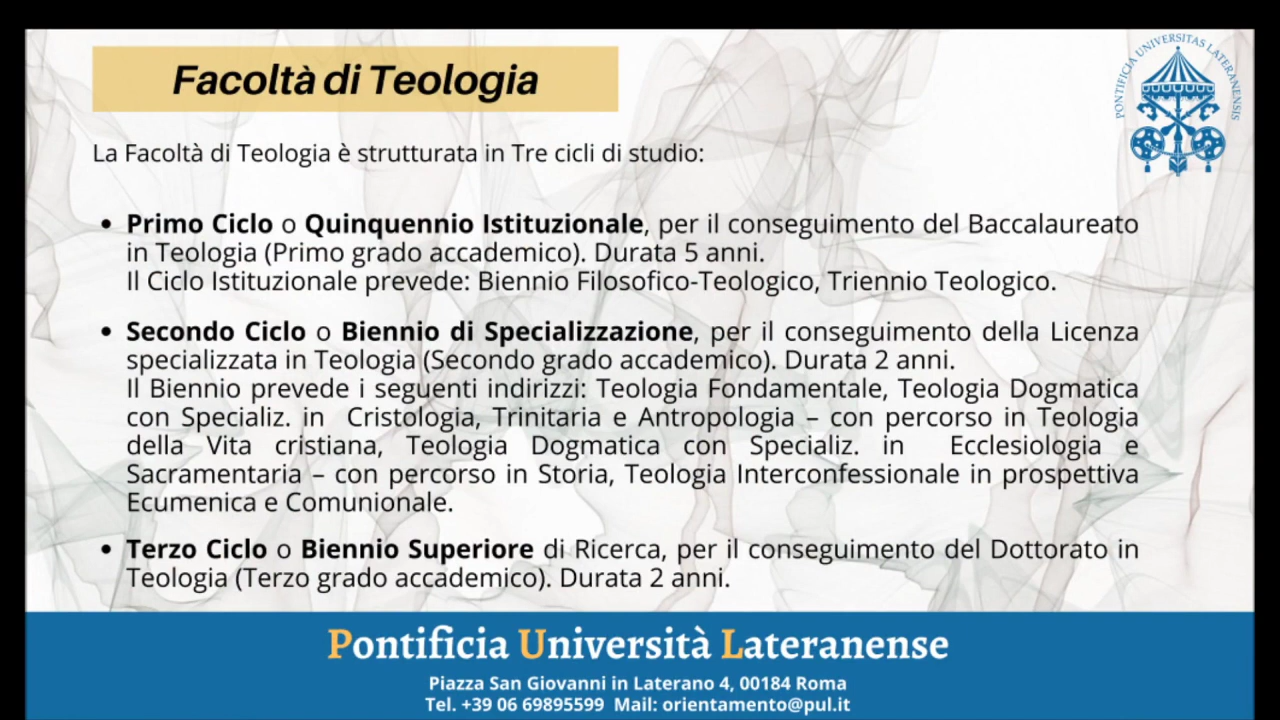 Facoltà di Teologia
PONTIFICIA UNIVERSITAS LATERANENSIS
La Facoltà di Teologia è strutturata in Tre cicli di studio:
• Primo Ciclo o Quinquennio Istituzionale, per il conseguimento del Baccalaureato
in Teologia (Primo grado accademico). Durata 5 anni.
Il Ciclo Istituzionale prevede: Biennio Filosofico-Teologico, Triennio Teologico.
• Secondo Ciclo o Biennio di Specializzazione, per il conseguimento della Licenza
specializzata in Teologia (Secondo grado accademico). Durata 2 anni.
Il Biennio prevede i seguenti indirizzi: Teologia Fondamentale, Teologia Dogmatica
con Specializ. in Cristologia, Trinitaria e Antropologia – con percorso in Teologia
della Vita cristiana, Teologia Dogmatica con Specializ. in Ecclesiologia e
Sacramentaria – con percorso in Storia, Teologia Interconfessionale in prospettiva
Ecumenica e Comunionale.
• Terzo Ciclo o Biennio Superiore di Ricerca, per il conseguimento del Dottorato in
Teologia (Terzo grado accademico). Durata 2 anni.
Pontificia Università Lateranense
Piazza San Giovanni in Laterano 4, 00184 Roma
Tel. +39 06 69895599 Mail: orientamento@pul.it